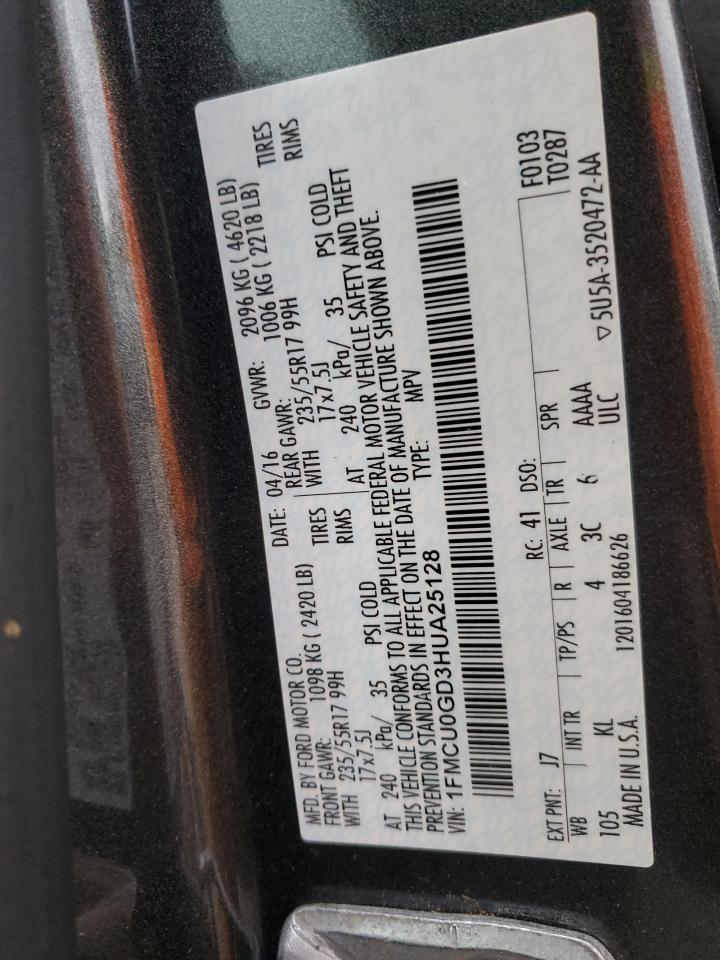 MFD. BY FORD MOTOR CO. DATE: 04/16 GVWR: 2096 KG ( 4620 LB)
FRONT GAWR: 1098 KG ( 2420 LB) REAR GAWR: 1006 KG ( 2218 LB)
WITH 235/55R17 99H TIRES WITH 235/55R17 99H TIRES
17x7.5J RIMS 17x7.5J RIMS
AT 240 kPa/ 35 PSI COLD AT 240 kPa/ 35 PSI COLD
THIS VEHICLE CONFORMS TO ALL APPLICABLE FEDERAL MOTOR VEHICLE SAFETY AND THEFT
PREVENTION STANDARDS IN EFFECT ON THE DATE OF MANUFACTURE SHOWN ABOVE.
VIN: 1FMCU0GD3HUA25128 TYPE: MPV
F0103
EXT PNT: J7 RC: 41 DSO: T0287
WB INT TR TP/PS R AXLE TR SPR
105 KL 4 3C 6 AAAA
ULC
MADE IN U.S.A. 1201604186626 ▽5U5A-3520472-AA